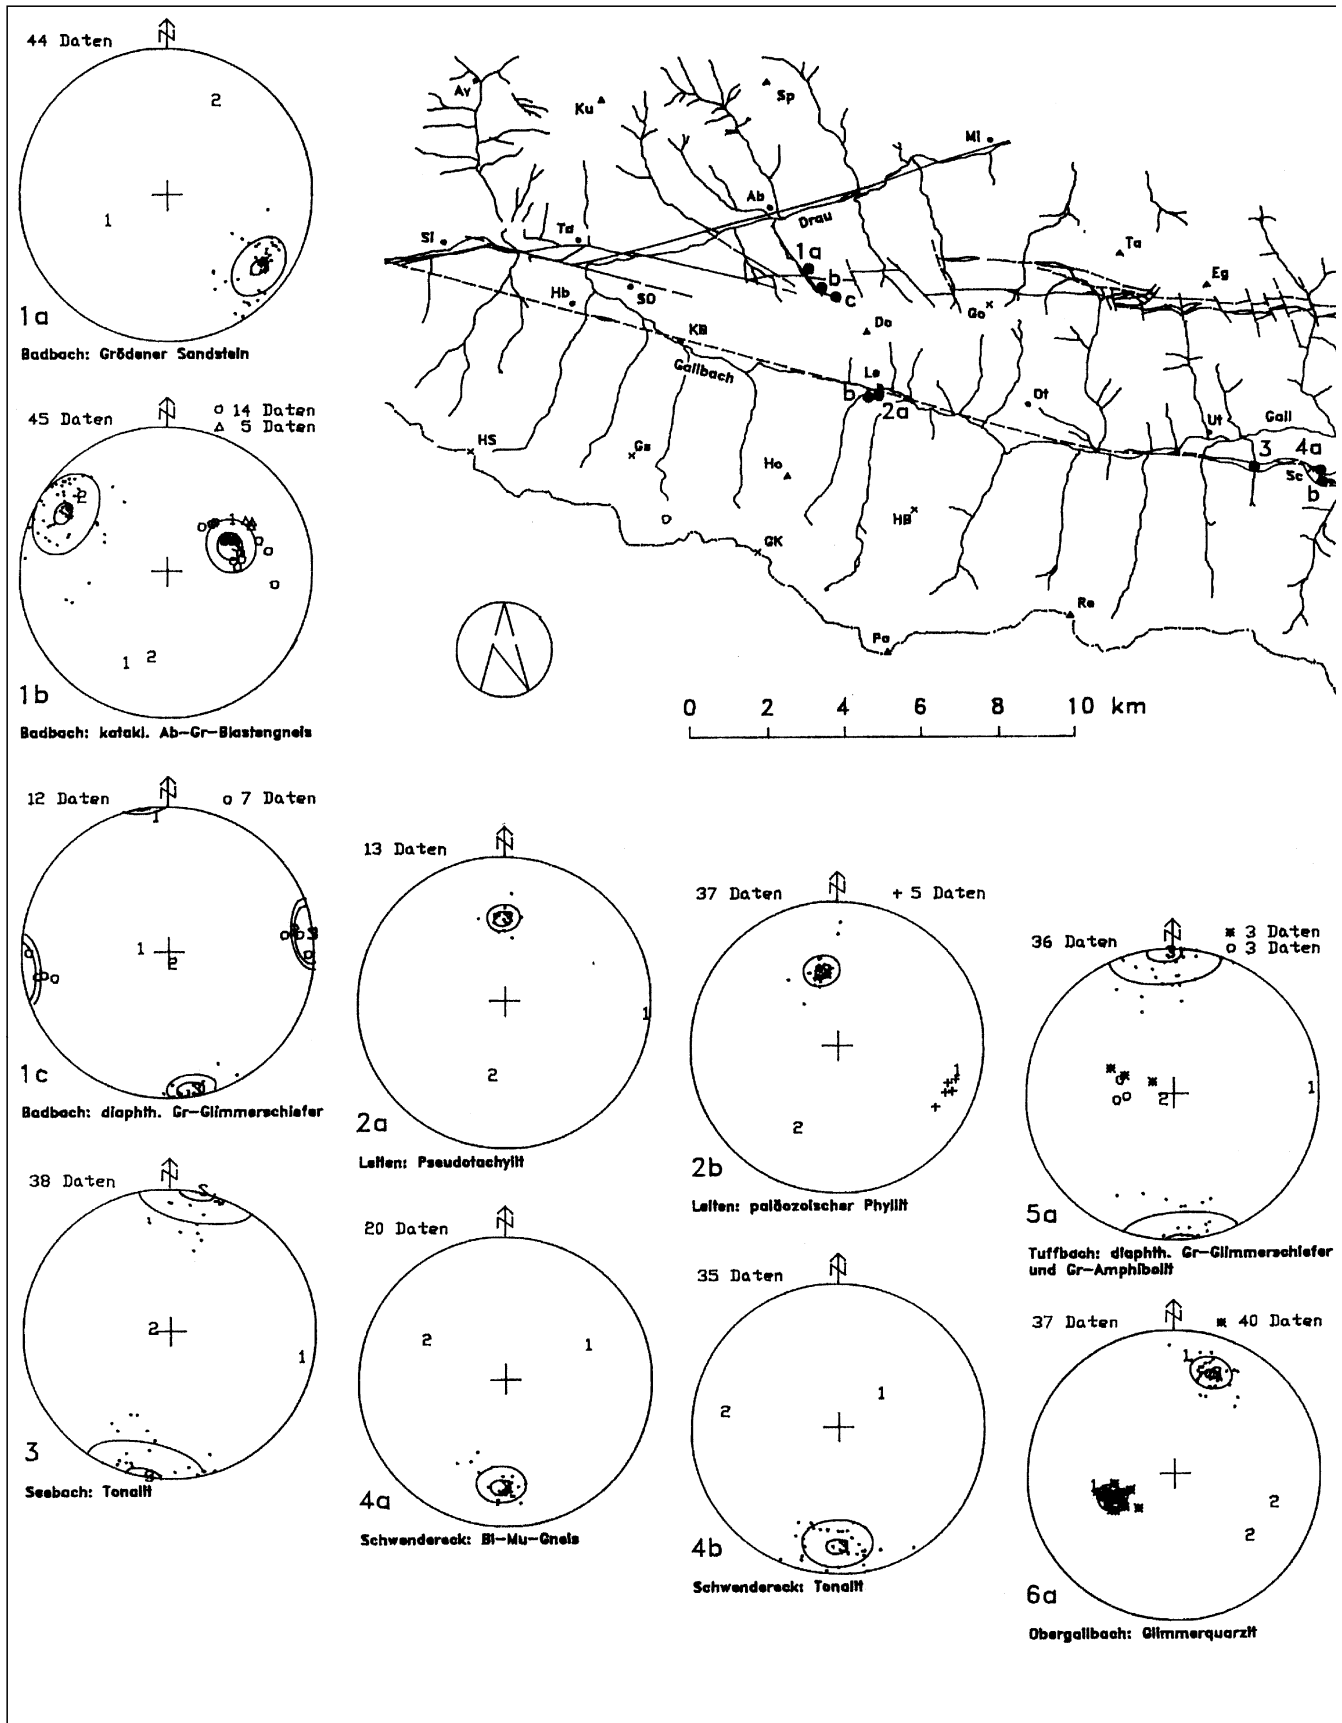 44 Daten
N
2
1
1a
Badbach: Grödener Sandstein
45 Daten
N
14 Daten
5 Daten
2
1
1
2
1b
Badbach: katakl. Ab-Gr-Blastengneis
12 Daten
N
7 Daten
1
1
2
3
1c
Badbach: diaphth. Gr-Glimmerschiefer
38 Daten
N
2
1
3
Seebach: Tonalit
Av
Ku
Sp
Mi
Ab
Drau
Si
Ta
1a
b
c
Ta
Eg
Hb
SO
KB
Do
Go
Gailbach
Le
b
2a
Ot
Ut
Gail
HS
Gs
Ho
HB
3
4a
Sc
b
GK
Pa
Re
N
0 2 4 6 8 10 km
13 Daten
N
3
1
2
2a
Leiten: Pseudotachylit
37 Daten
N
+ 5 Daten
1
2
2b
Leiten: paläozoischer Phyllit
36 Daten
N
3 Daten
3 Daten
3
2
1
5a
Tuffbach: diaphth. Gr-Glimmerschiefer
und Gr-Amphibolit
20 Daten
N
2
1
3
4a
Schwendereck: Bi-Mu-Gneis
35 Daten
N
1
2
3
4b
Schwendereck: Tonalit
37 Daten
N
40 Daten
1
1
2
2
6a
Obergailbach: Glimmerquarzit